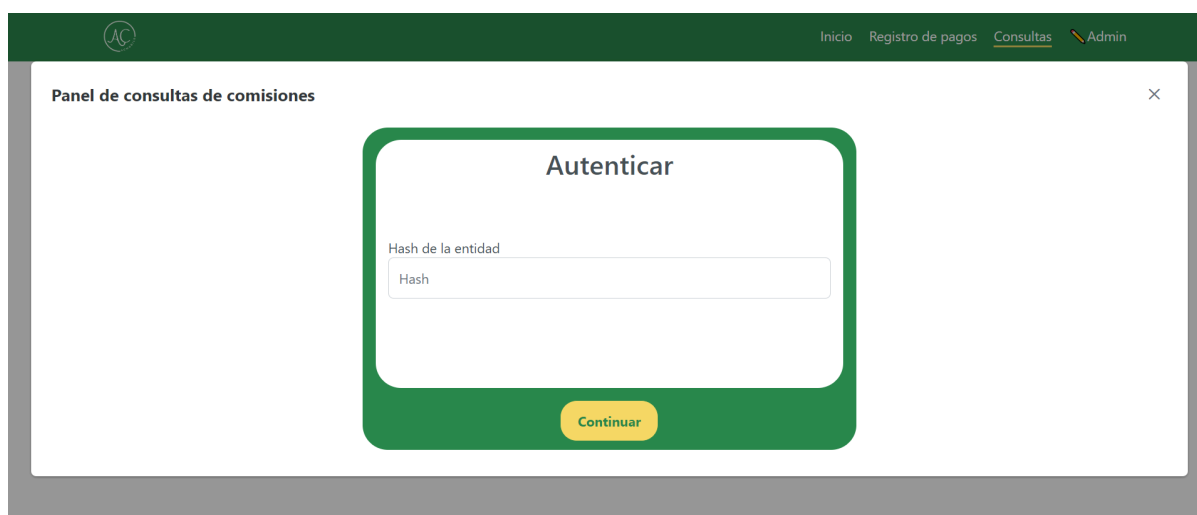 AC
Inicio Registro de pagos Consultas Admin
Panel de consultas de comisiones
Autenticar
Hash de la entidad
Hash
Continuar